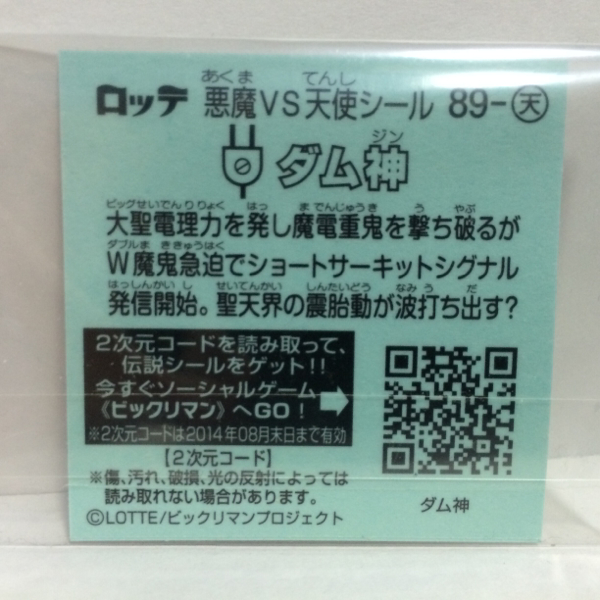 ロッテ 悪魔VS天使シール 89-天
あくま てんし
ダム神
ジン
大聖電理力を発し魔電重鬼を撃ち破るが
ビッグせいでんりりょく はっ までんじゅうき う やぶ
W魔鬼急迫でショートサーキットシグナル
ダブルま ききゅうはく
発信開始。聖天界の震胎動が波打ち出す?
はっしんかいし せいてんかい しんたいどう なみう だ
2次元コードを読み取って、
伝説シールをゲット!!
今すぐソーシャルゲーム
《ビックリマン》へGO!
※2次元コードは2014年08月末日まで有効
【2次元コード】
※傷、汚れ、破損、光の反射によっては
読み取れない場合があります。
©LOTTE/ビックリマンプロジェクト
ダム神